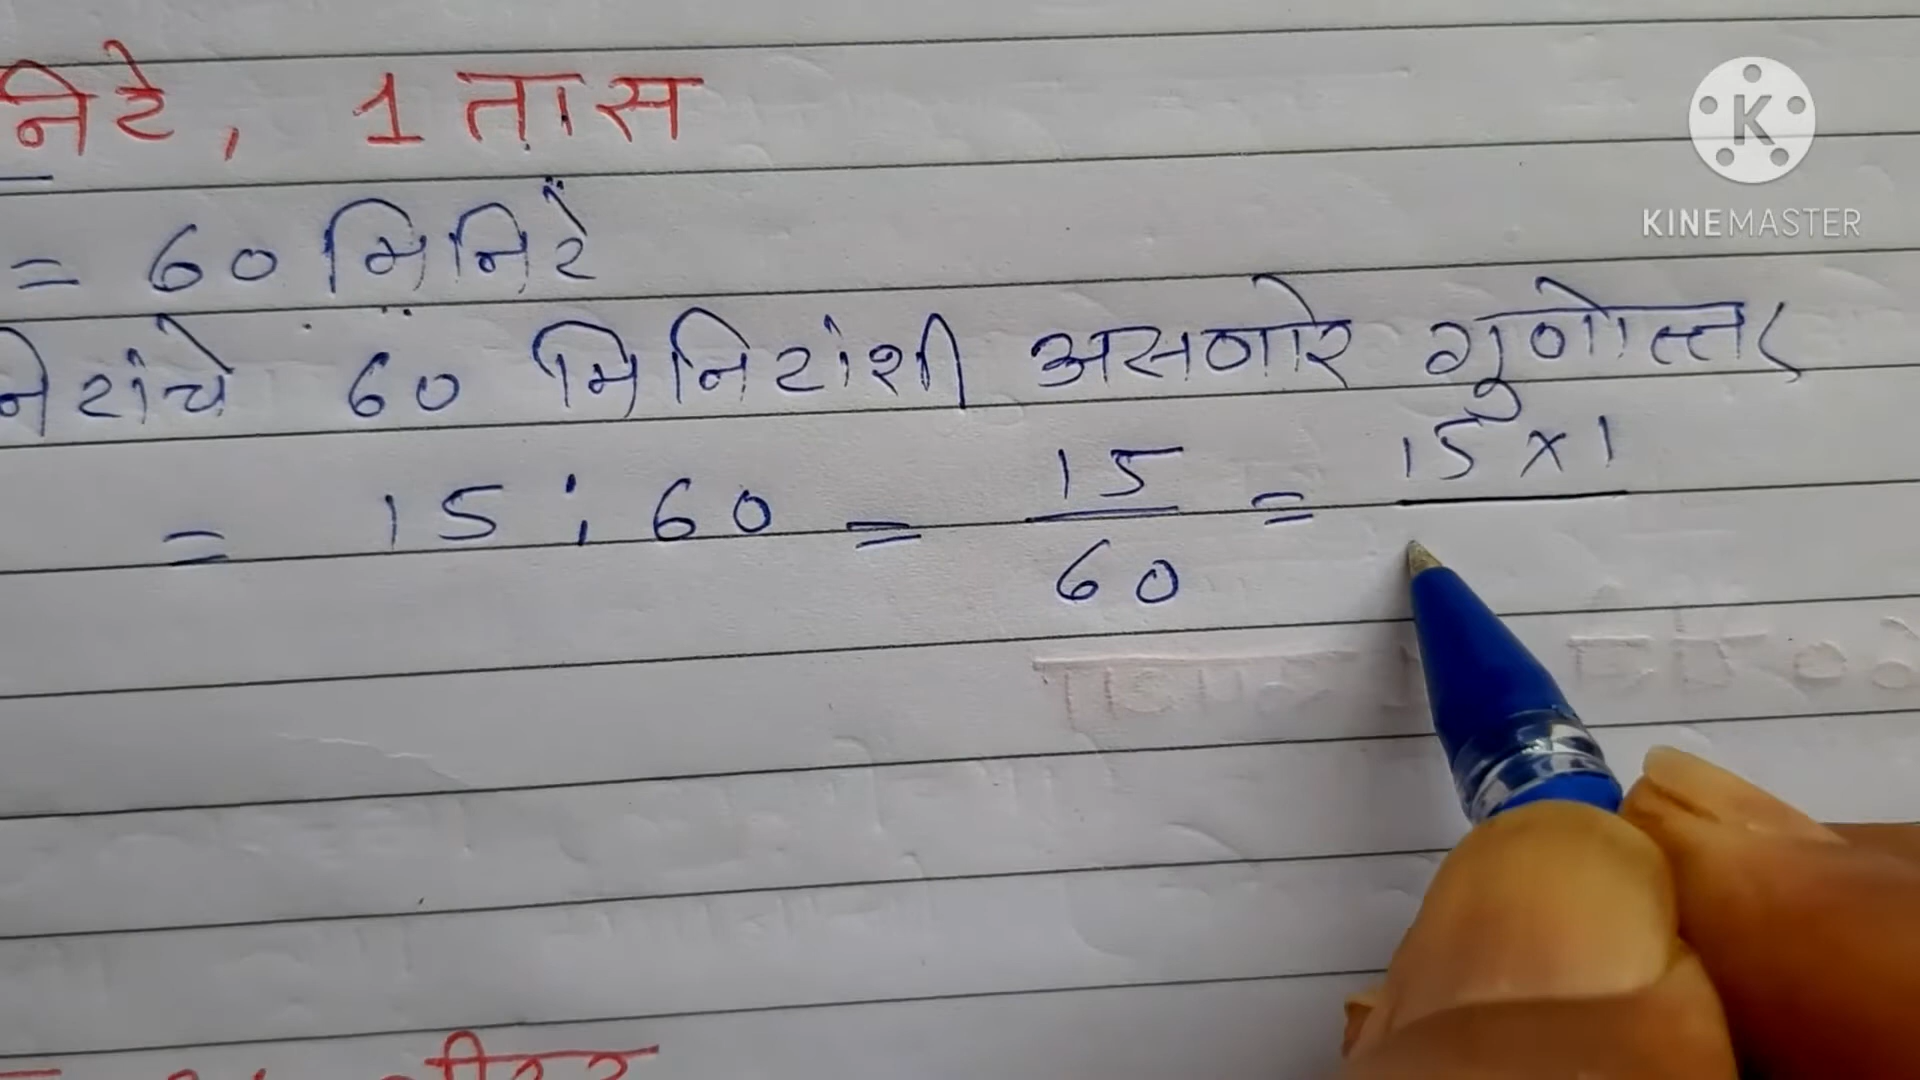 निटे, 1 तास
= 60 मिनिटे
निटांचे 60 मिनिटांशी असणारे गुणोत्तर
= 15 : 60 = 15/60 = 15 x 1
KINEMASTER